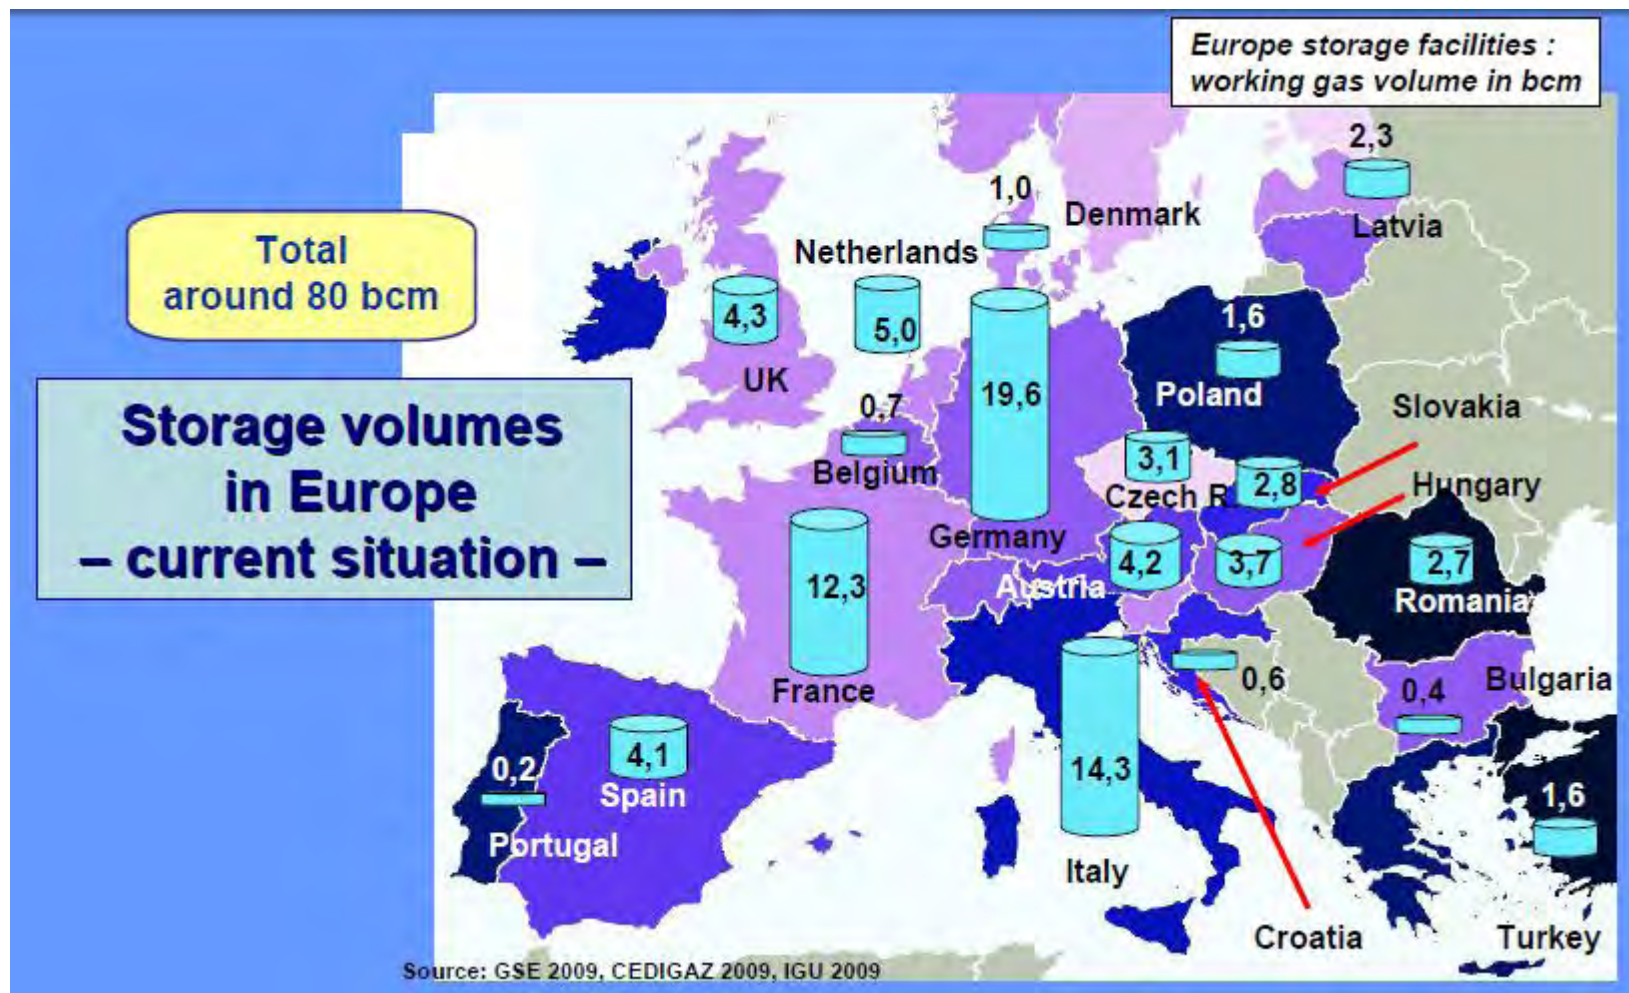 Europe storage facilities :
working gas volume in bcm
2,3
Latvia
1,0
Denmark
Netherlands
Total
around 80 bcm
4,3
UK
5,0
19,6
Germany
1,6
Poland
Slovakia
Hungary
0,7
Belgium
Storage volumes
in Europe
– current situation –
3,1
Czech R.
2,8
4,2
Austria
3,7
2,7
Romania
12,3
France
0,6
0,4
Bulgaria
0,2
Portugal
4,1
Spain
14,3
Italy
1,6
Croatia
Turkey
Source: GSE 2009, CEDIGAZ 2009, IGU 2009